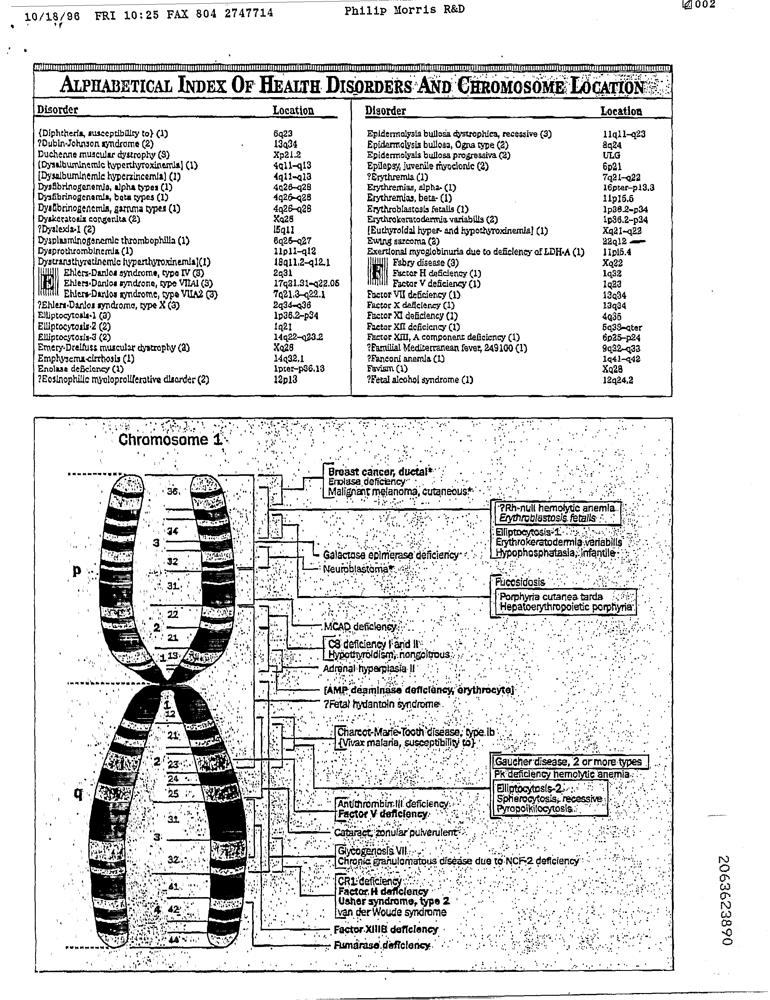 10/18/96 FRI 10:25 FAX 804 2747714 Philip Morris R&D 002
ALPHABETICAL INDEX OF HEALTH DISORDERS AND CHROMOSOME LOCATION
Disorder Location
{Diphtheria, susceptibility to} (1) 5q23
?Dubin-Johnson syndrome (2) 13q34
Duchenne muscular dystrophy (3) Xp21.2
[Dysalbuminemic hyperthyroxinemia] (1) 4q11-q13
[Dysalbuminemic hyperzincemia] (1) 4q11-q13
Dysfibrinogenemia, alpha types (1) 4q26-q28
Dysfibrinogenemia, beta types (1) 4q26-q28
Dysfibrinogenemia, gamma types (1) 4q26-q28
Dyskeratosis congenita (2) Xq28
?Dyslexia-1 (2) 15q11
Dysplasminogenemic thrombophilia (1) 6q26-q27
Dysprothrombinemia (1) 11p11-q12
Dystransthyretinemic hyperthyroxinemia](1) 18q11.2-q12.1
E Ehlers-Danlos syndrome, type IV (3) 2q31
Ehlers-Danlos syndrome, type VIIA1 (3) 17q21.31-q22.05
Ehlers-Danlos syndrome, type VIIA2 (3) 7q21.3-q22.1
?Ehlers-Danlos syndrome, type X (3) 2q34-q36
Elliptocytosis-1 (3) 1p36.2-p34
Elliptocytosis-2 (2) 1q21
Elliptocytosis-3 (2) 14q22-q23.2
Emery-Dreifuss muscular dystrophy (2) Xq28
Emphysema-cirrhosis (1) 14q32.1
Enolase deficiency (1) 1pter-p36.13
?Eosinophilic myeloproliferative disorder (2) 12p13
Disorder Location
Epidermolysis bullosa dystrophica, recessive (3) 11q11-q23
Epidermolysis bullosa, Ogna type (2) 8q24
Epidermolysis bullosa progressiva (2) ULG
Epilepsy, juvenile myoclonic (2) 6p21
?Erythremia (1) 7q21-q22
Erythremias, alpha- (1) 16pter-p13.3
Erythremias, beta- (1) 11p15.5
Erythroblastosis fetalis (1) 1p36.2-p34
Erythrokeratodermia variabilis (2) 1p36.2-p34
[Euthyroidal hyper- and hypothyroxinemia] (1) Xq21-q22
Ewing sarcoma (2) 22q12
Exertional myoglobinuria due to deficiency of LDH-A (1) 11p15.4
F Fabry disease (3) Xq22
Factor H deficiency (1) 1q32
Factor V deficiency (1) 1q23
Factor VII deficiency (1) 13q34
Factor X deficiency (1) 13q34
Factor XI deficiency (1) 4q35
Factor XII deficiency (1) 5q33-qter
Factor XIII, A component deficiency (1) 6p25-p24
?Familial Mediterranean fever, 249100 (1) 9q32-q33
?Fanconi anemia (1) 1q41-q42
Favism (1) Xq28
?Fetal alcohol syndrome (1) 12q24.2
Chromosome 1
p
q
36
34
3
32
31
22
2
21
1 13
1
12
21
2
23
24
25
31
3
32
41
4 42
44
Breast cancer, ductal*
Enolase deficiency
Malignant melanoma, cutaneous*
?Rh-null hemolytic anemia
Erythroblastosis fetalis
Elliptocytosis-1
Erythrokeratodermia variabilis
Hypophosphatasia, infantile
Galactose epimerase deficiency
Neuroblastoma*
Fucosidosis
Porphyria cutanea tarda
Hepatoerythropoietic porphyria
MCAD deficiency
C8 deficiency I and II
Hypothyroidism, nongoitrous
Adrenal hyperplasia II
[AMP deaminase deficiency, erythrocyte]
?Fetal hydantoin syndrome
Charcot-Marie-Tooth disease, type Ib
{Vivax malaria, susceptibility to}
Gaucher disease, 2 or more types
Pk deficiency hemolytic anemia
Elliptocytosis-2
Spherocytosis, recessive
Pyropoikilocytosis
Antithrombin III deficiency
Factor V deficiency
Cataract, zonular pulverulent
Glycogenosis VII
Chronic granulomatous disease due to NCF-2 deficiency
CR1 deficiency
Factor H deficiency
Usher syndrome, type 2
van der Woude syndrome
Factor XIIIB deficiency
Fumarase deficiency
2063623890